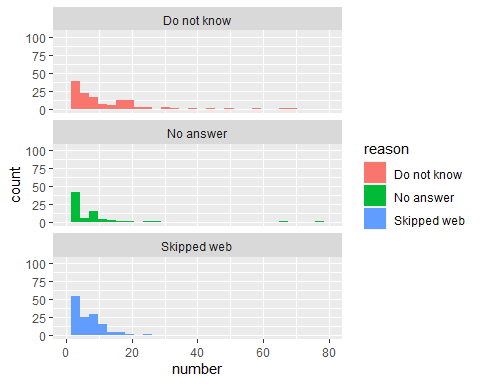 Do not know
100
75
50
25
0
No answer
100
75
50
25
0
Skipped web
100
75
50
25
0
0 20 40 60 80
number
count
reason
Do not know
No answer
Skipped web